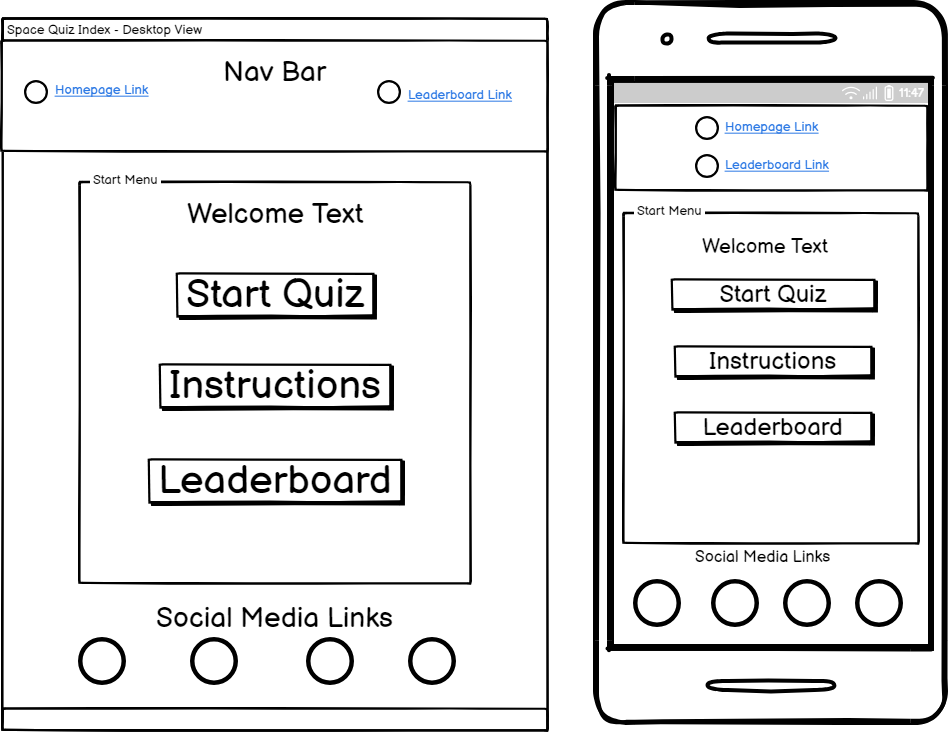 Space Quiz Index - Desktop View
Nav Bar
Homepage Link
Leaderboard Link
Start Menu
Welcome Text
Start Quiz
Instructions
Leaderboard
Social Media Links
11:47
Homepage Link
Leaderboard Link
Start Menu
Welcome Text
Start Quiz
Instructions
Leaderboard
Social Media Links